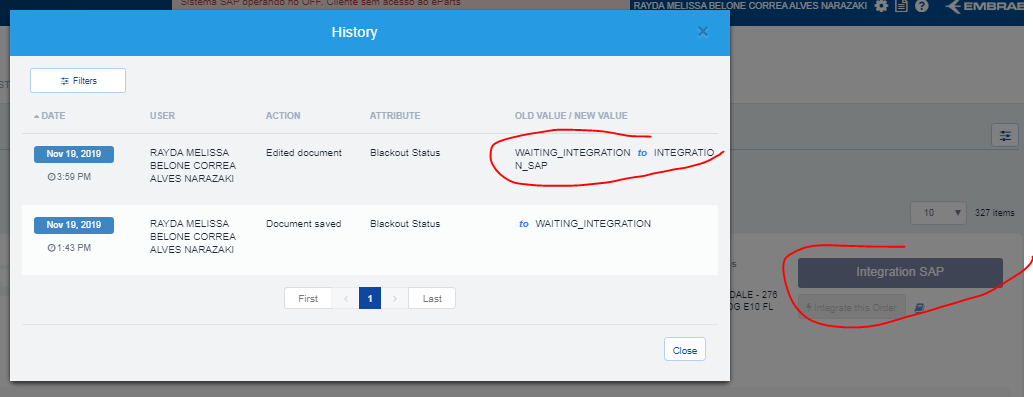 Sistema SAP operando no OFF. Cliente sem acesso ao eParts
RAYDA MELISSA BELONE CORREA ALVES NARAZAKI
EMBRAE
History
×
Filters
DATE USER ACTION ATTRIBUTE OLD VALUE / NEW VALUE
Nov 19, 2019
3:59 PM
RAYDA MELISSA
BELONE CORREA
ALVES NARAZAKI
Edited document
Blackout Status
WAITING_INTEGRATION to INTEGRATIO
N_SAP
Nov 19, 2019
1:43 PM
RAYDA MELISSA
BELONE CORREA
ALVES NARAZAKI
Document saved
Blackout Status
to WAITING_INTEGRATION
First ‹ 1 › Last
Close
ST
10 327 items
s
DALE - 276
OG E10 FL
Integration SAP
Integrate this Order